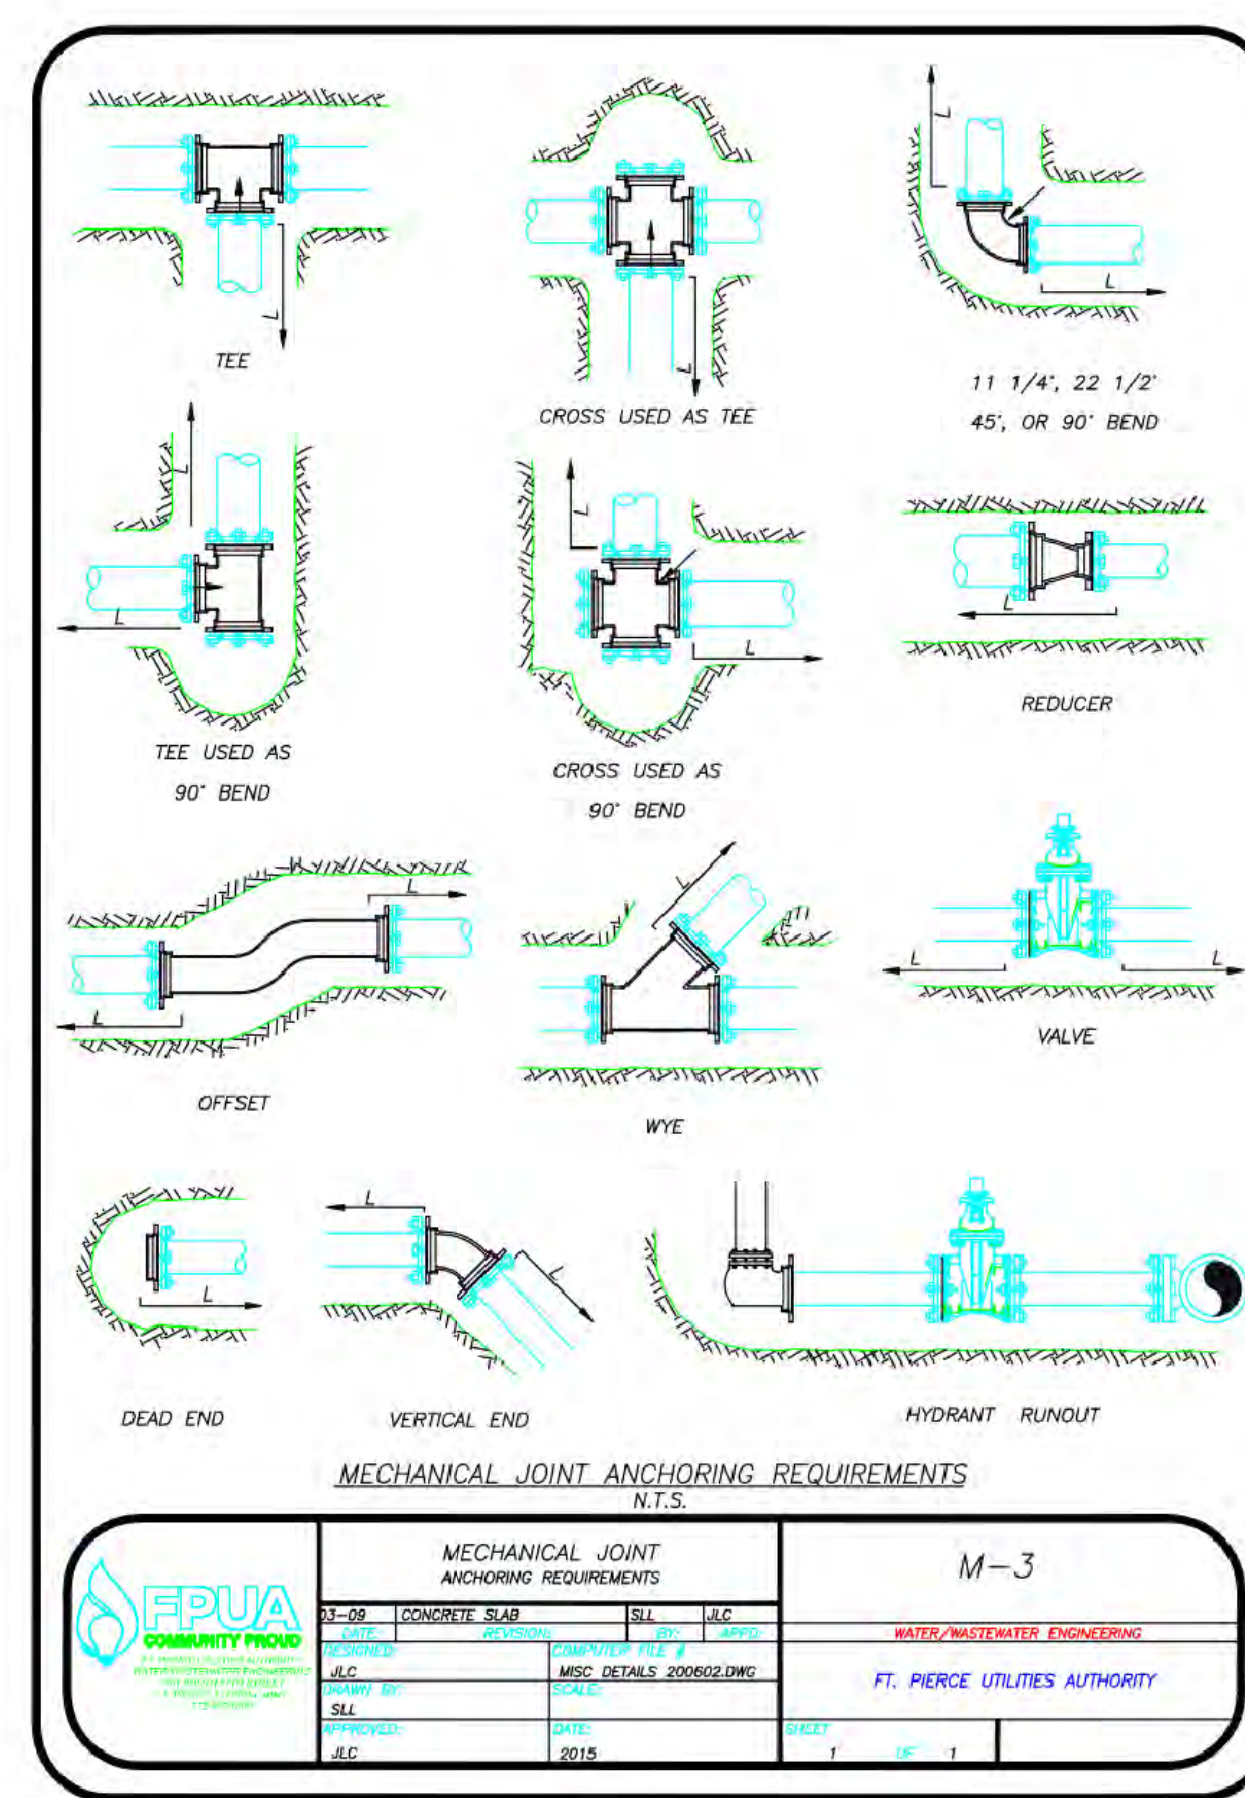 L
L
L
TEE
L
CROSS USED AS TEE
L
11 1/4°, 22 1/2°
45°, OR 90° BEND
L
L
TEE USED AS
90° BEND
L
L
CROSS USED AS
90° BEND
L
REDUCER
L
L
OFFSET
L
WYE
L
L
VALVE
L
DEAD END
L
L
VERTICAL END
HYDRANT RUNOUT
MECHANICAL JOINT ANCHORING REQUIREMENTS
N.T.S.
FPUA
COMMUNITY PROUD
WATER/WASTEWATER ENGINEERING
MECHANICAL JOINT
ANCHORING REQUIREMENTS
03-09 CONCRETE SLAB SLL JLC
DATE: REVISION: BY: APPD:
DESIGNED: COMPUTER FILE #
JLC MISC DETAILS 200602.DWG
DRAWN BY: SCALE:
SLL
APPROVED: DATE:
JLC 2015
M-3
WATER/WASTEWATER ENGINEERING
FT. PIERCE UTILITIES AUTHORITY
SHEET
1 OF 1